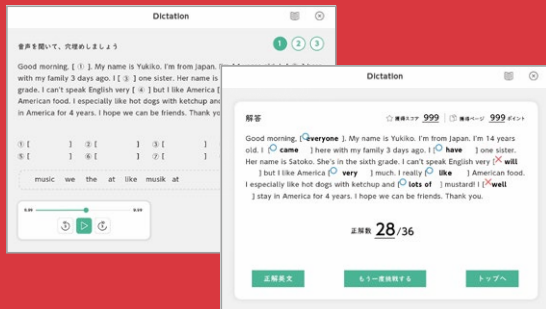 Dictation
音声を聞いて、穴埋めしましょう
1 2 3
Good morning, [ ① ]. My name is Yukiko. I'm from Japan.
with my family 3 days ago. I [ ③ ] one sister. Her name is
grade. I can't speak English very [ ④ ] but I like America [
American food. I especially like hot dogs with ketchup and
in America for 4 years. I hope we can be friends. Thank yo
① [ ] ② [ ] ③ [ ]
⑤ [ ] ⑥ [ ] ⑦ [
music we the at like musik at
Dictation
解答
獲得スコア 999 獲得ページ 999 ポイント
Good morning, [ everyone ]. My name is Yukiko. I'm from Japan. I'm 14 years
old. I [ came ] here with my family 3 days ago. I [ have ] one sister.
Her name is Satoko. She's in the sixth grade. I can't speak English very [ will
] but I like America [ very ] much. I really [ like ] American food.
I especially like hot dogs with ketchup and [ lots of ] mustard! I [ well
] stay in America for 4 years. I hope we can be friends. Thank you.
正解数 28/36
正解英文
もう一度挑戦する
トップへ